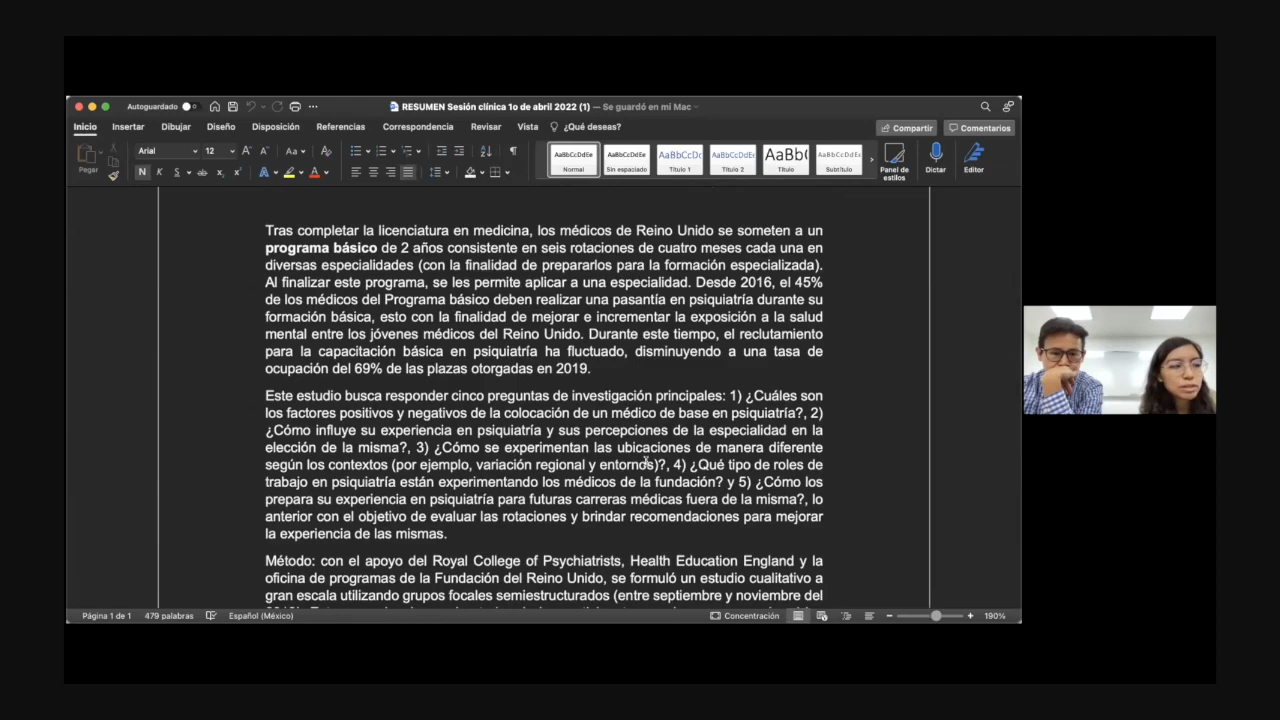 Autoguardado
RESUMEN Sesión clínica 1o de abril 2022 (1) — Se guardó en mi Mac
Inicio Insertar Dibujar Diseño Disposición Referencias Correspondencia Revisar Vista ¿Qué deseas? Compartir Comentarios
Pegar
Arial 12
N K S
AaBbCcDdEe AaBbCcDdEe AaBbCcDc AaBbCcDdEe AaBb( AaBbCcDdEe
Normal Sin espaciado Título 1 Título 2 Título Subtítulo
Panel de estilos Dictar Editor
Tras completar la licenciatura en medicina, los médicos de Reino Unido se someten a un
programa básico de 2 años consistente en seis rotaciones de cuatro meses cada una en
diversas especialidades (con la finalidad de prepararlos para la formación especializada).
Al finalizar este programa, se les permite aplicar a una especialidad. Desde 2016, el 45%
de los médicos del Programa básico deben realizar una pasantía en psiquiatría durante su
formación básica, esto con la finalidad de mejorar e incrementar la exposición a la salud
mental entre los jóvenes médicos del Reino Unido. Durante este tiempo, el reclutamiento
para la capacitación básica en psiquiatría ha fluctuado, disminuyendo a una tasa de
ocupación del 69% de las plazas otorgadas en 2019.
Este estudio busca responder cinco preguntas de investigación principales: 1) ¿Cuáles son
los factores positivos y negativos de la colocación de un médico de base en psiquiatría?, 2)
¿Cómo influye su experiencia en psiquiatría y sus percepciones de la especialidad en la
elección de la misma?, 3) ¿Cómo se experimentan las ubicaciones de manera diferente
según los contextos (por ejemplo, variación regional y entornos)?, 4) ¿Qué tipo de roles de
trabajo en psiquiatría están experimentando los médicos de la fundación? y 5) ¿Cómo los
prepara su experiencia en psiquiatría para futuras carreras médicas fuera de la misma?, lo
anterior con el objetivo de evaluar las rotaciones y brindar recomendaciones para mejorar
la experiencia de las mismas.
Método: con el apoyo del Royal College of Psychiatrists, Health Education England y la
oficina de programas de la Fundación del Reino Unido, se formuló un estudio cualitativo a
gran escala utilizando grupos focales semiestructurados (entre septiembre y noviembre del
Página 1 de 1 479 palabras Español (México) Concentración 190%